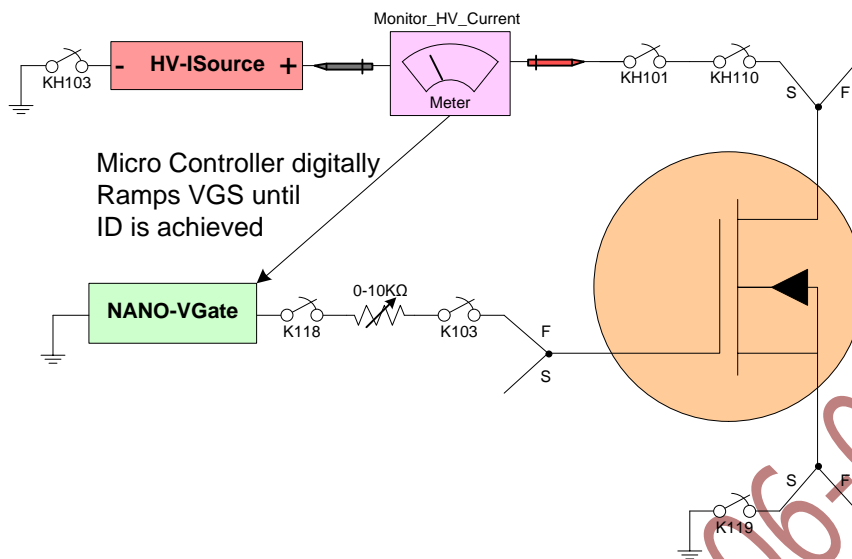 Monitor_HV_Current
- HV-ISource +
KH103
Meter
KH101
KH110
S
F
Micro Controller digitally
Ramps VGS until
ID is achieved
NANO-VGate
0-10KΩ
K118
K103
F
S
S
F
K119
06-